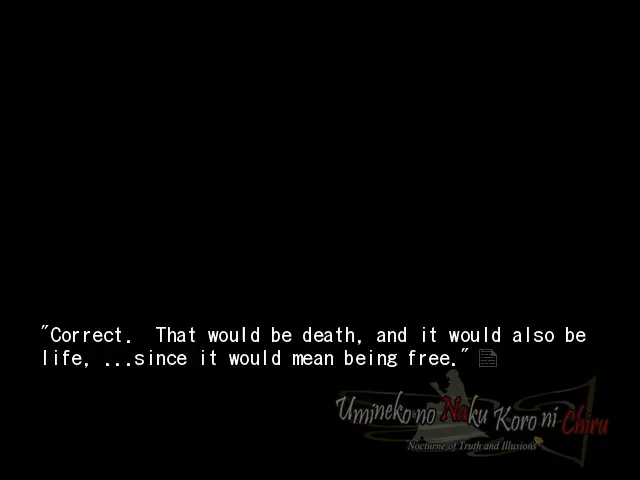 "Correct.  That would be death, and it would also be
life, ...since it would mean being free."
Umineko no Naku Koro ni Chiru
Nocturne of Truth and Illusions